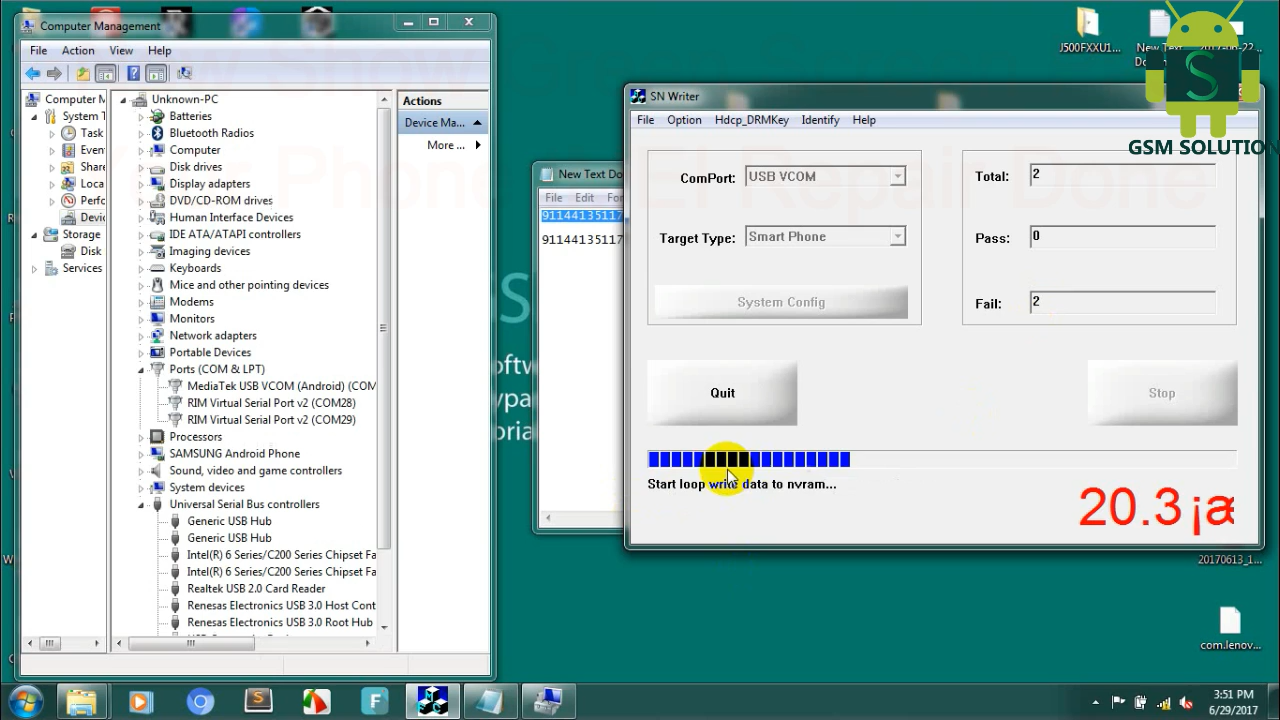 Computer Management
File Action View Help
Computer M
System T
Task
Even
Share
Loca
Perfo
Devic
Storage
Disk
Services
Unknown-PC
Batteries
Bluetooth Radios
Computer
Disk drives
Display adapters
DVD/CD-ROM drives
Human Interface Devices
IDE ATA/ATAPI controllers
Imaging devices
Keyboards
Mice and other pointing devices
Modems
Monitors
Network adapters
Portable Devices
Ports (COM & LPT)
MediaTek USB VCOM (Android) (COM
RIM Virtual Serial Port v2 (COM28)
RIM Virtual Serial Port v2 (COM29)
Processors
SAMSUNG Android Phone
Sound, video and game controllers
System devices
Universal Serial Bus controllers
Generic USB Hub
Generic USB Hub
Intel(R) 6 Series/C200 Series Chipset Fa
Intel(R) 6 Series/C200 Series Chipset Fa
Realtek USB 2.0 Card Reader
Renesas Electronics USB 3.0 Host Cont
Renesas Electronics USB 3.0 Root Hub
Actions
Device Ma...
More ...
New Text Do
File Edit Fo
91144135117
91144135117
SN Writer
File Option Hdcp_DRMKey Identify Help
ComPort: USB VCOM
Target Type: Smart Phone
System Config
Total: 2
Pass: 0
Fail: 2
Quit
Stop
Start loop write data to nvram...
20.3 ¡æ
J500FXXU1...
New Text
GSM SOLUTION
20170613_1...
com.lenov...
3:51 PM
6/29/2017